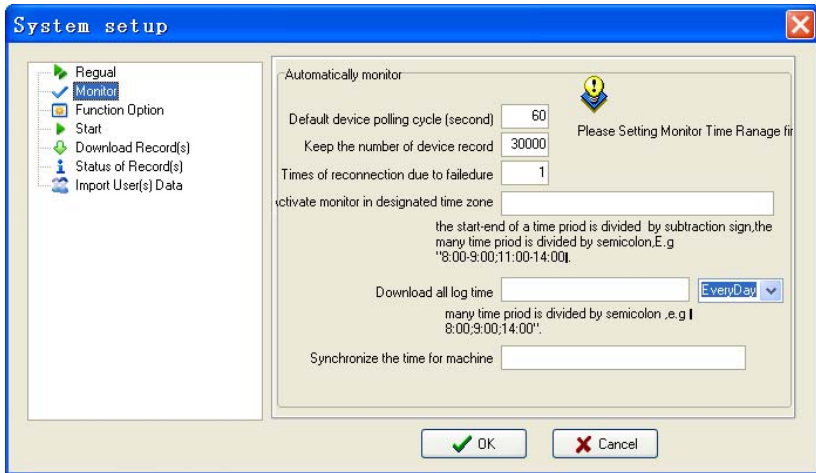 System setup
Regual
Monitor
Function Option
Start
Download Record(s)
Status of Record(s)
Import User(s) Data
Automatically monitor
Default device polling cycle (second) 60
Please Setting Monitor Time Ranage fir
Keep the number of device record 30000
Times of reconnection due to failedure 1
ctivate monitor in designated time zone
the start-end of a time priod is divided by subtraction sign,the
many time priod is divided by semicolon,E.g
"8:00-9:00;11:00-14:00.
Download all log time EveryDay
many time priod is divided by semicolon ,e.g
8:00;9:00;14:00".
Synchronize the time for machine
OK Cancel